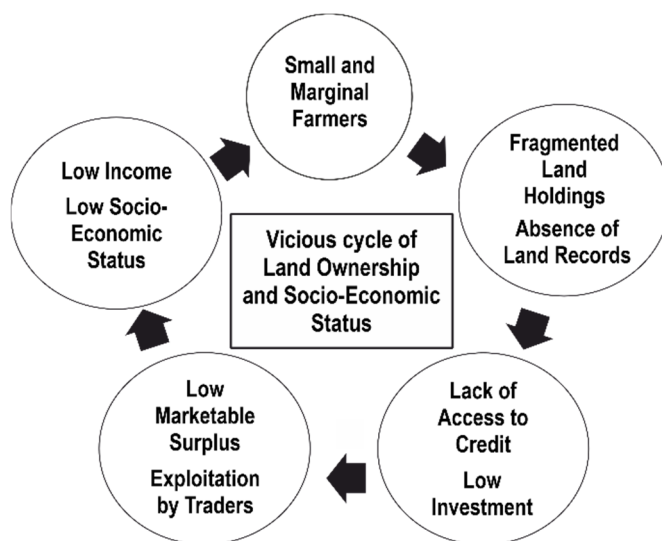 Small and
Marginal
Farmers
Fragmented
Land
Holdings
Absence of
Land Records
Lack of
Access to
Credit
Low
Investment
Low
Marketable
Surplus
Exploitation
by Traders
Low Income
Low Socio-
Economic
Status
Vicious cycle of
Land Ownership
and Socio-Economic
Status